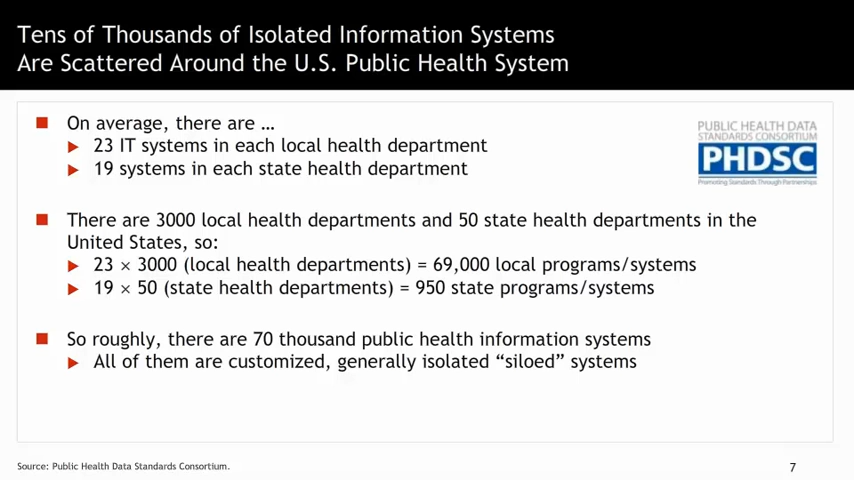 Tens of Thousands of Isolated Information Systems
Are Scattered Around the U.S. Public Health System
On average, there are …
23 IT systems in each local health department
19 systems in each state health department
PUBLIC HEALTH DATA
STANDARDS CONSORTIUM
PHDSC
Promoting Standards Through Partnerships
There are 3000 local health departments and 50 state health departments in the
United States, so:
23 × 3000 (local health departments) = 69,000 local programs/systems
19 × 50 (state health departments) = 950 state programs/systems
So roughly, there are 70 thousand public health information systems
All of them are customized, generally isolated “siloed” systems
Source: Public Health Data Standards Consortium.
7